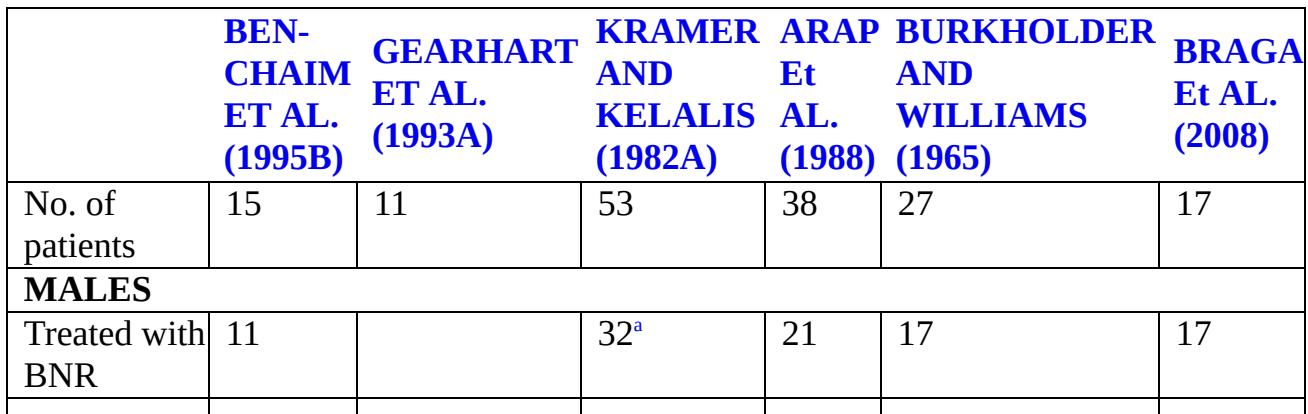 BEN-
CHAIM
ET AL.
(1995B)
GEARHART
ET AL.
(1993A)
KRAMER
AND
KELALIS
(1982A)
ARAP
Et
AL.
(1988)
BURKHOLDER
AND
WILLIAMS
(1965)
BRAGA
Et AL.
(2008)
No. of
patients
15
11
53
38
27
17
MALES
Treated with
BNR
11
32a
21
17
17